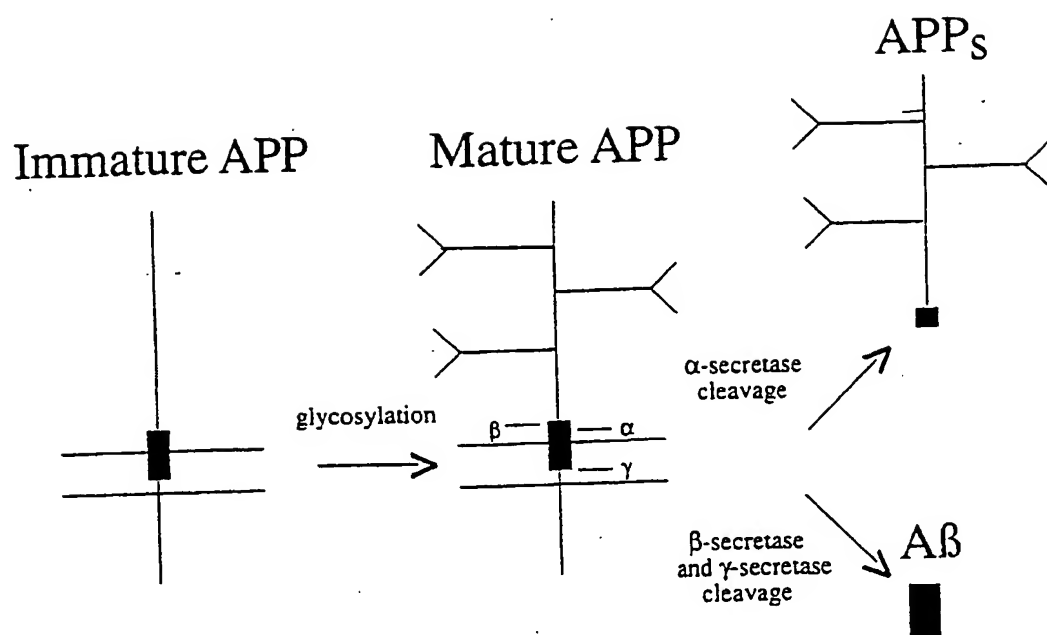 Immature APP
glycosylation
Mature APP
β
α
γ
α-secretase
cleavage
APPs
β-secretase
and γ-secretase
cleavage
Aß